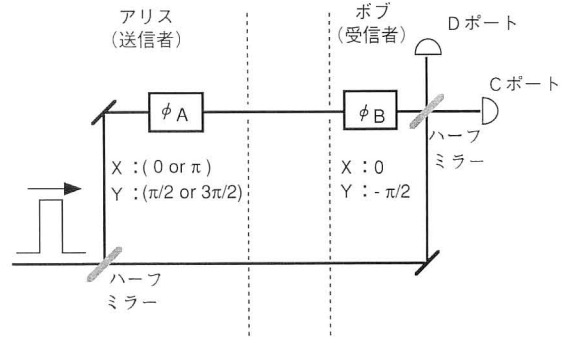 アリス
(送信者)
ボブ
(受信者)
Dポート
Cポート
φA
φB
ハーフ
ミラー
X:(0 or π)
Y:(π/2 or 3π/2)
X:0
Y:-π/2
ハーフ
ミラー